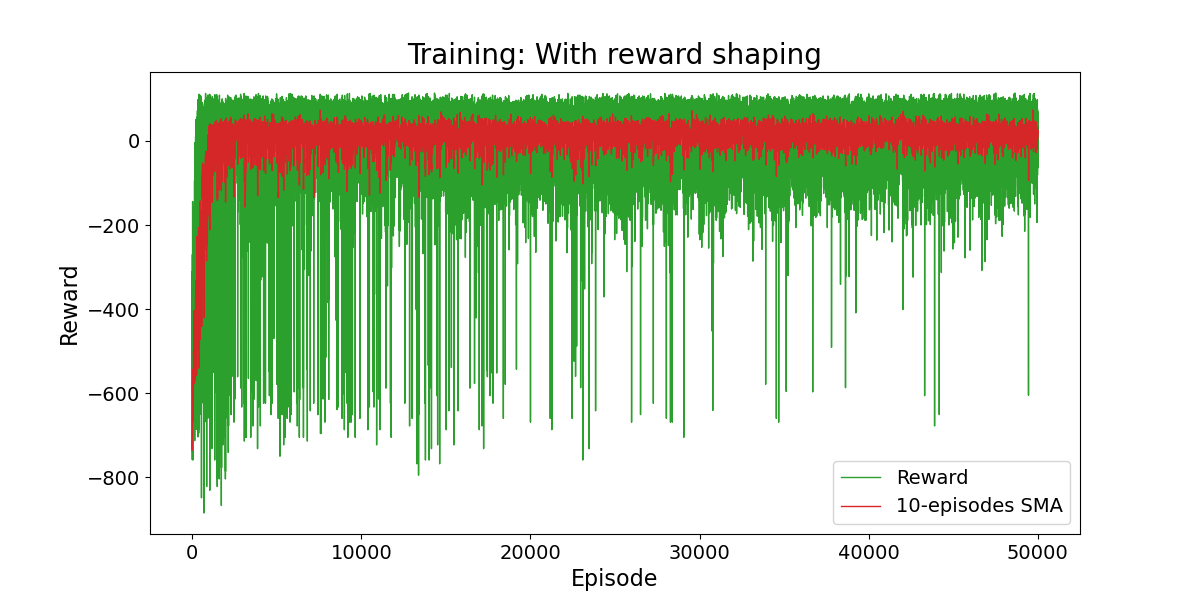 Training: With reward shaping
Reward
0
−200
−400
−600
−800
Reward
10-episodes SMA
0
10000
20000
30000
40000
50000
Episode